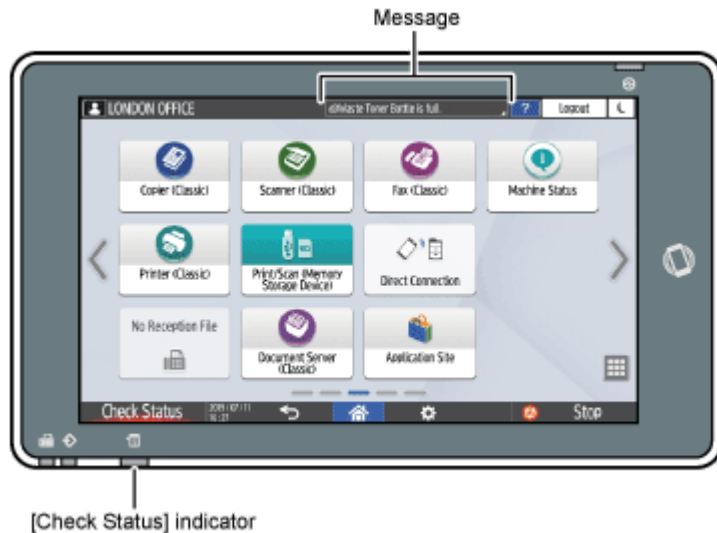 Message
LONDON OFFICE
Waste Toner Bottle is full.
?
Logout
Copier (Classic)
Scanner (Classic)
Fax (Classic)
Machine Status
Printer (Classic)
Print/Scan (Memory
Storage Device)
Direct Connection
No Reception File
Document Server
(Classic)
Application Site
Check Status
Stop
[Check Status] indicator